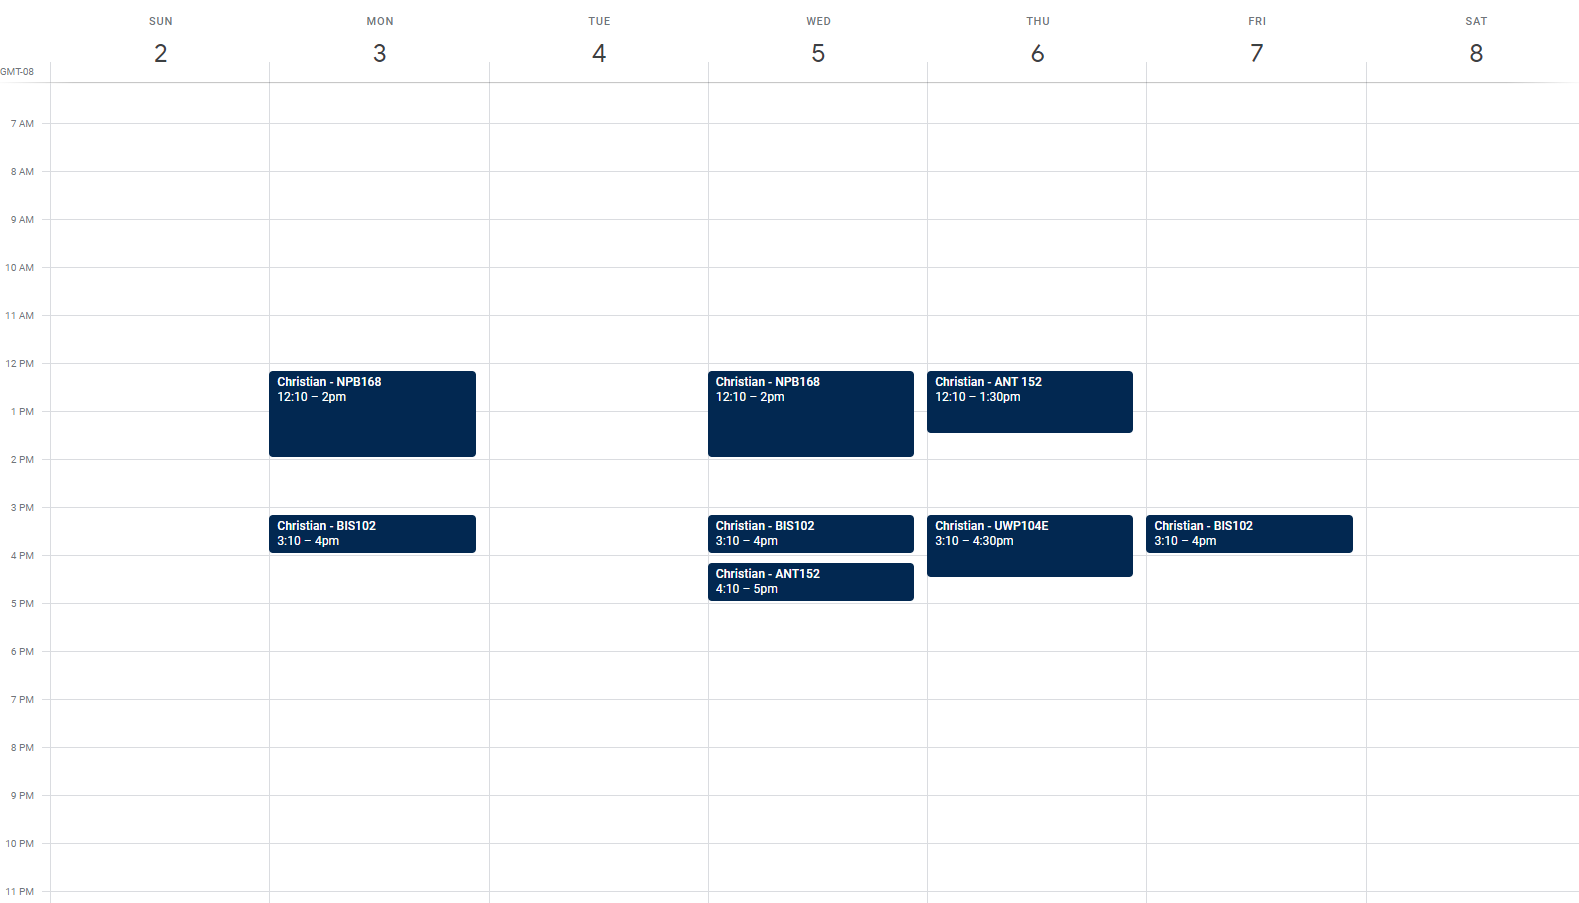 SUN
MON
TUE
WED
THU
FRI
SAT
2
3
4
5
6
7
8
GMT-08
7 AM
8 AM
9 AM
10 AM
11 AM
12 PM
Christian - NPB168
12:10 – 2pm
Christian - NPB168
12:10 – 2pm
Christian - ANT 152
12:10 – 1:30pm
1 PM
2 PM
3 PM
Christian - BIS102
3:10 – 4pm
Christian - BIS102
3:10 – 4pm
Christian - UWP104E
3:10 – 4:30pm
Christian - BIS102
3:10 – 4pm
4 PM
Christian - ANT152
4:10 – 5pm
5 PM
6 PM
7 PM
8 PM
9 PM
10 PM
11 PM